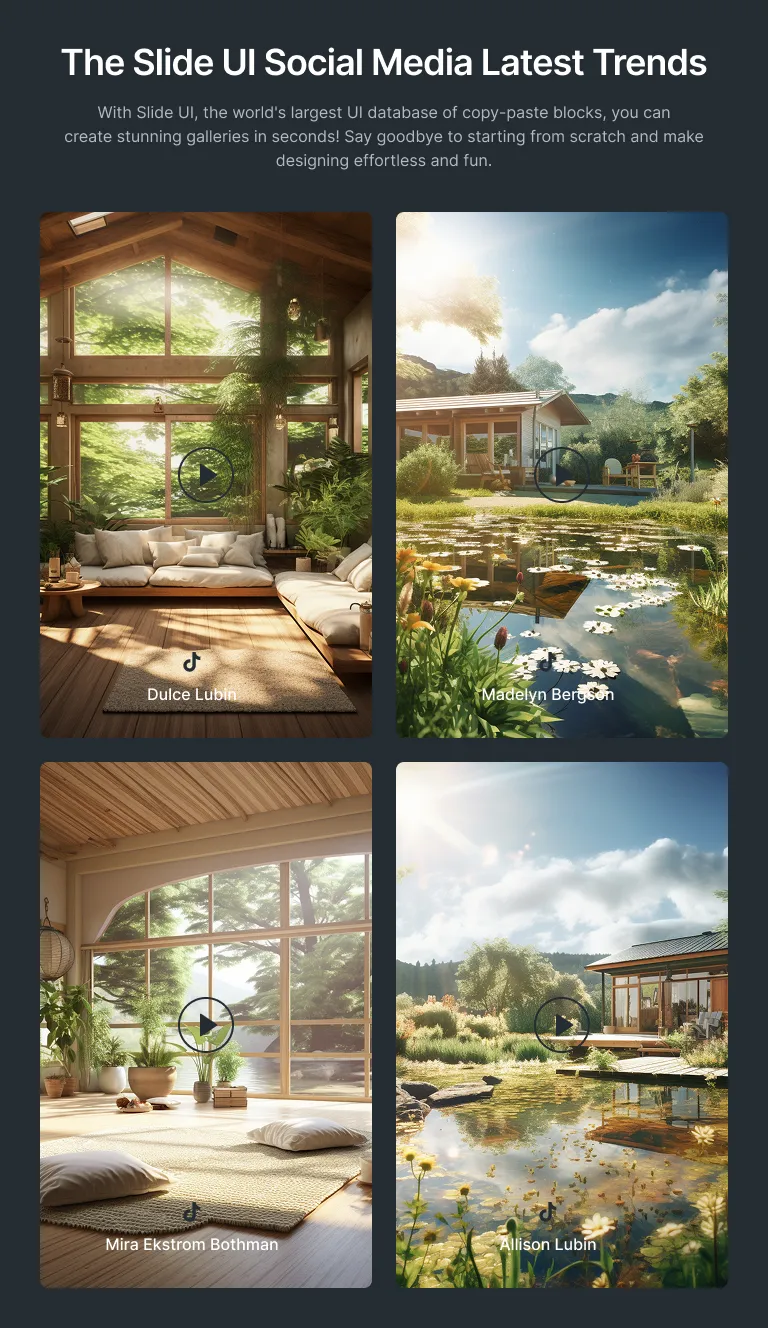 The Slide UI Social Media Latest Trends
With Slide UI, the world's largest UI database of copy-paste blocks, you can
create stunning galleries in seconds! Say goodbye to starting from scratch and make
designing effortless and fun.
Dulce Lubin
Madelyn Bergson
Mira Ekstrom Bothman
Allison Lubin